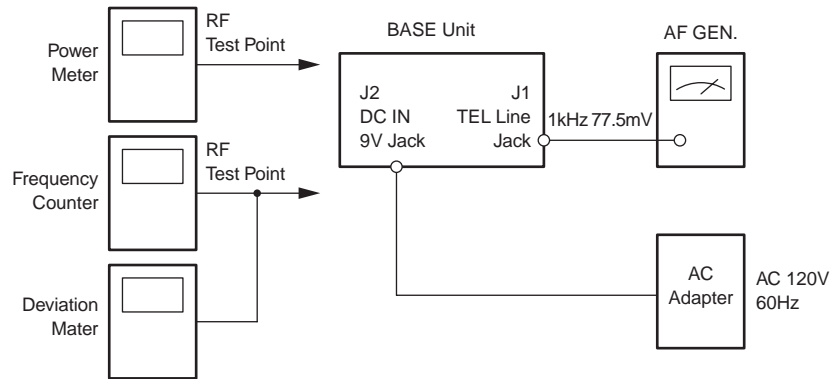 Power
Meter
RF
Test Point
Frequency
Counter
RF
Test Point
Deviation
Mater
BASE Unit
J2
DC IN
9V Jack
J1
TEL Line
Jack
1kHz 77.5mV
AF GEN.
AC
Adapter
AC 120V
60Hz